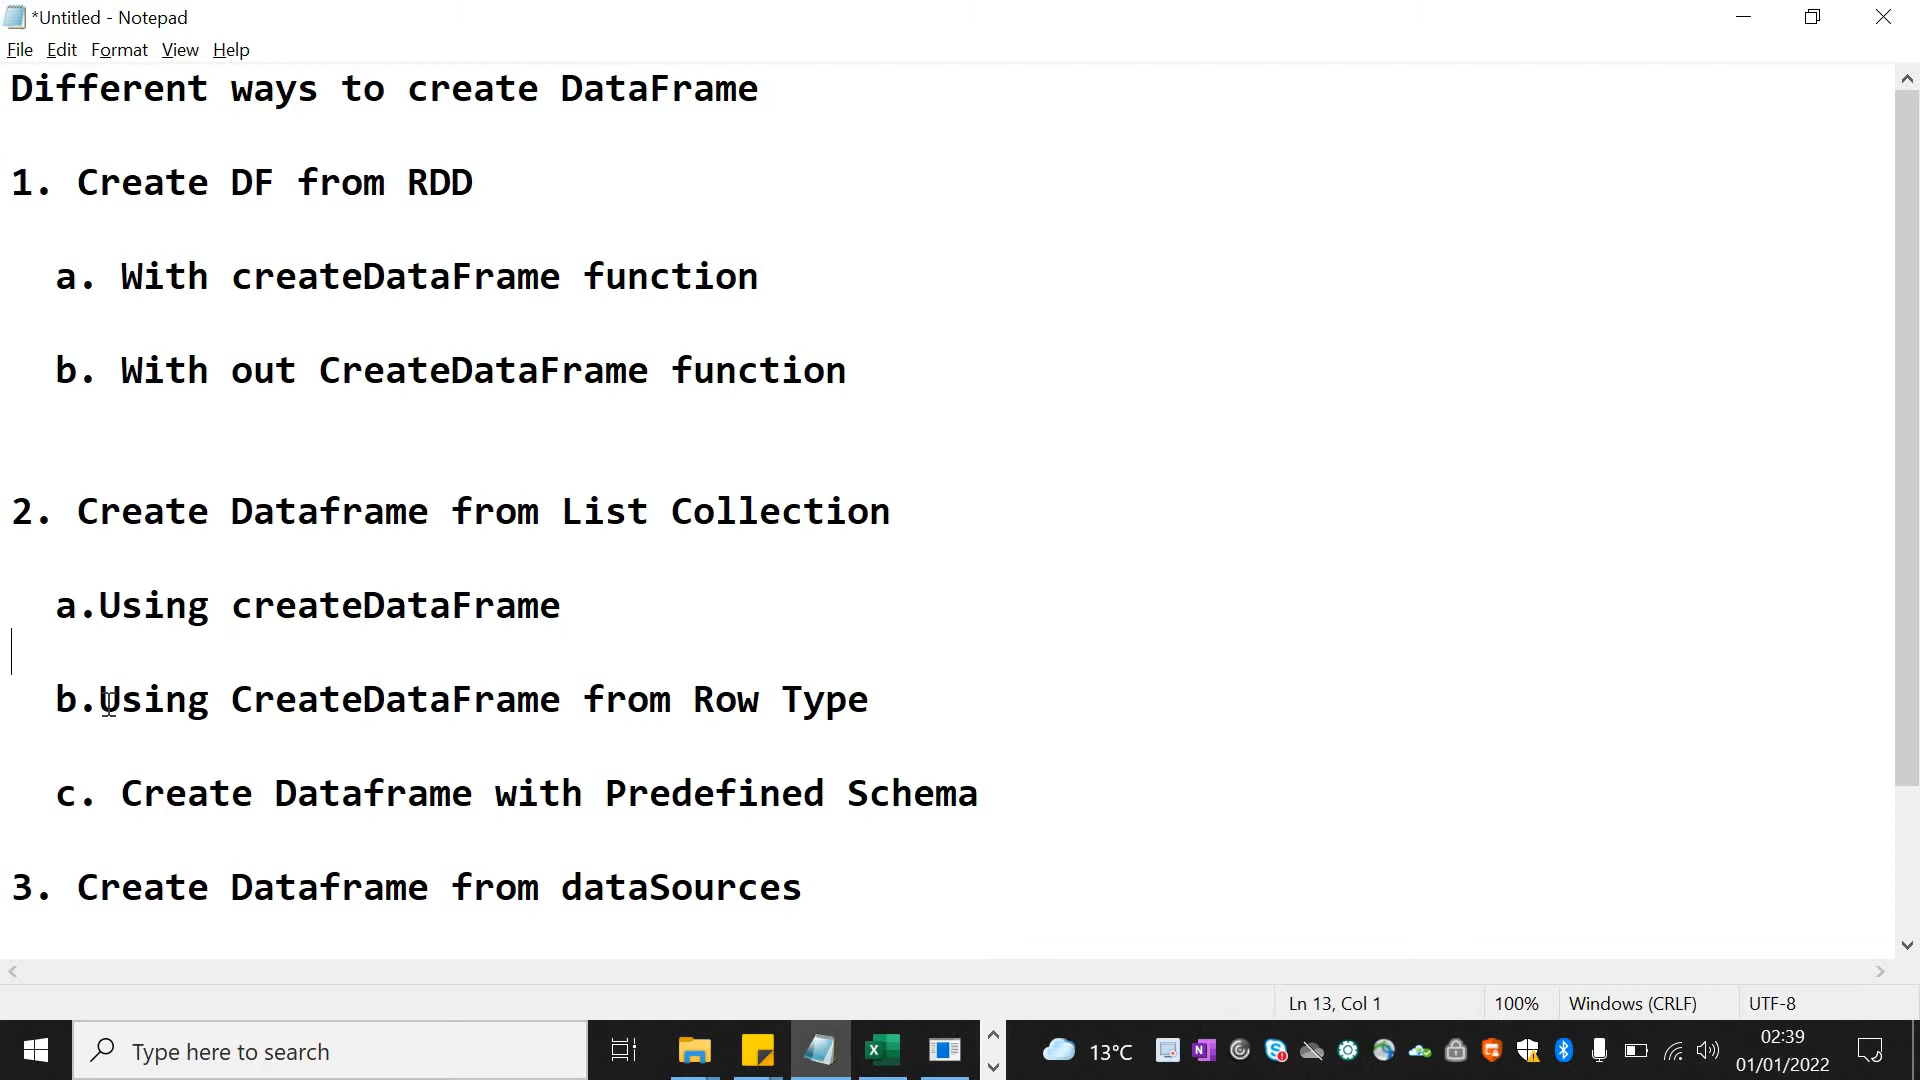 *Untitled - Notepad
File Edit Format View Help
Different ways to create DataFrame
1. Create DF from RDD
a. With createDataFrame function
b. With out CreateDataFrame function
2. Create Dataframe from List Collection
a.Using createDataFrame
b.Using CreateDataFrame from Row Type
c. Create Dataframe with Predefined Schema
3. Create Dataframe from dataSources
Ln 13, Col 1 100% Windows (CRLF) UTF-8
Type here to search 13°C 02:39
01/01/2022